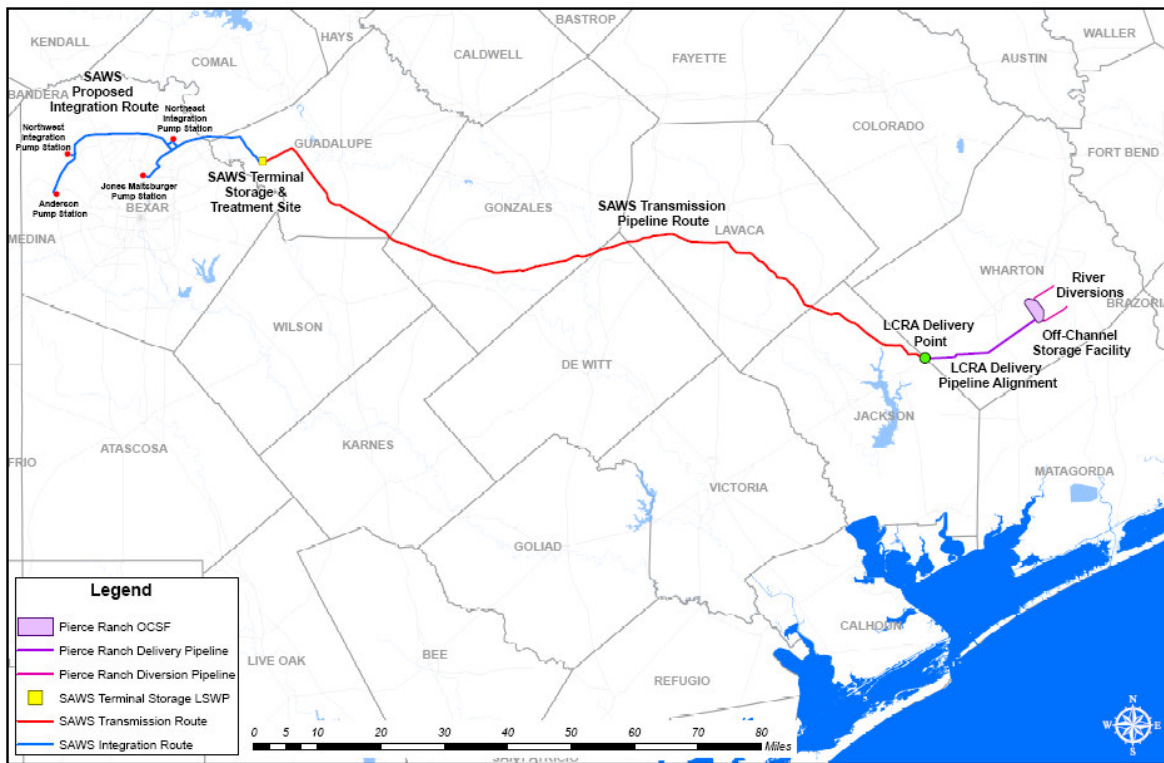 BASTROP
WALLER
HAYS
KENDALL
COMAL
CALDWELL
FAYETTE
AUSTIN
SAWS
Proposed
Integration Route
BANDERA
Northeast
Integration
Pump Station
Northwest
Integration
Pump Station
GUADALUPE
COLORADO
FORT BEND
SAWS Terminal
Storage &
Treatment Site
Jones Maltsburger
Pump Station
Anderson
Pump Station
BEXAR
GONZALES
SAWS Transmission
Pipeline Route
LAVACA
MEDINA
WHARTON
River
Diversions
BRAZORIA
WILSON
LCRA Delivery
Point
Off-Channel
Storage Facility
DE WITT
LCRA Delivery
Pipeline Alignment
JACKSON
KARNES
ATASCOSA
FRIO
MATAGORDA
VICTORIA
GOLIAD
CALHOUN
BEE
LIVE OAK
REFUGIO
Legend
Pierce Ranch OCSF
Pierce Ranch Delivery Pipeline
Pierce Ranch Diversion Pipeline
SAWS Terminal Storage LSWP
SAWS Transmission Route
SAWS Integration Route
0 5 10 20 30 40 50 60 70 80
Miles
SAN PATRICIO
N
W E
S